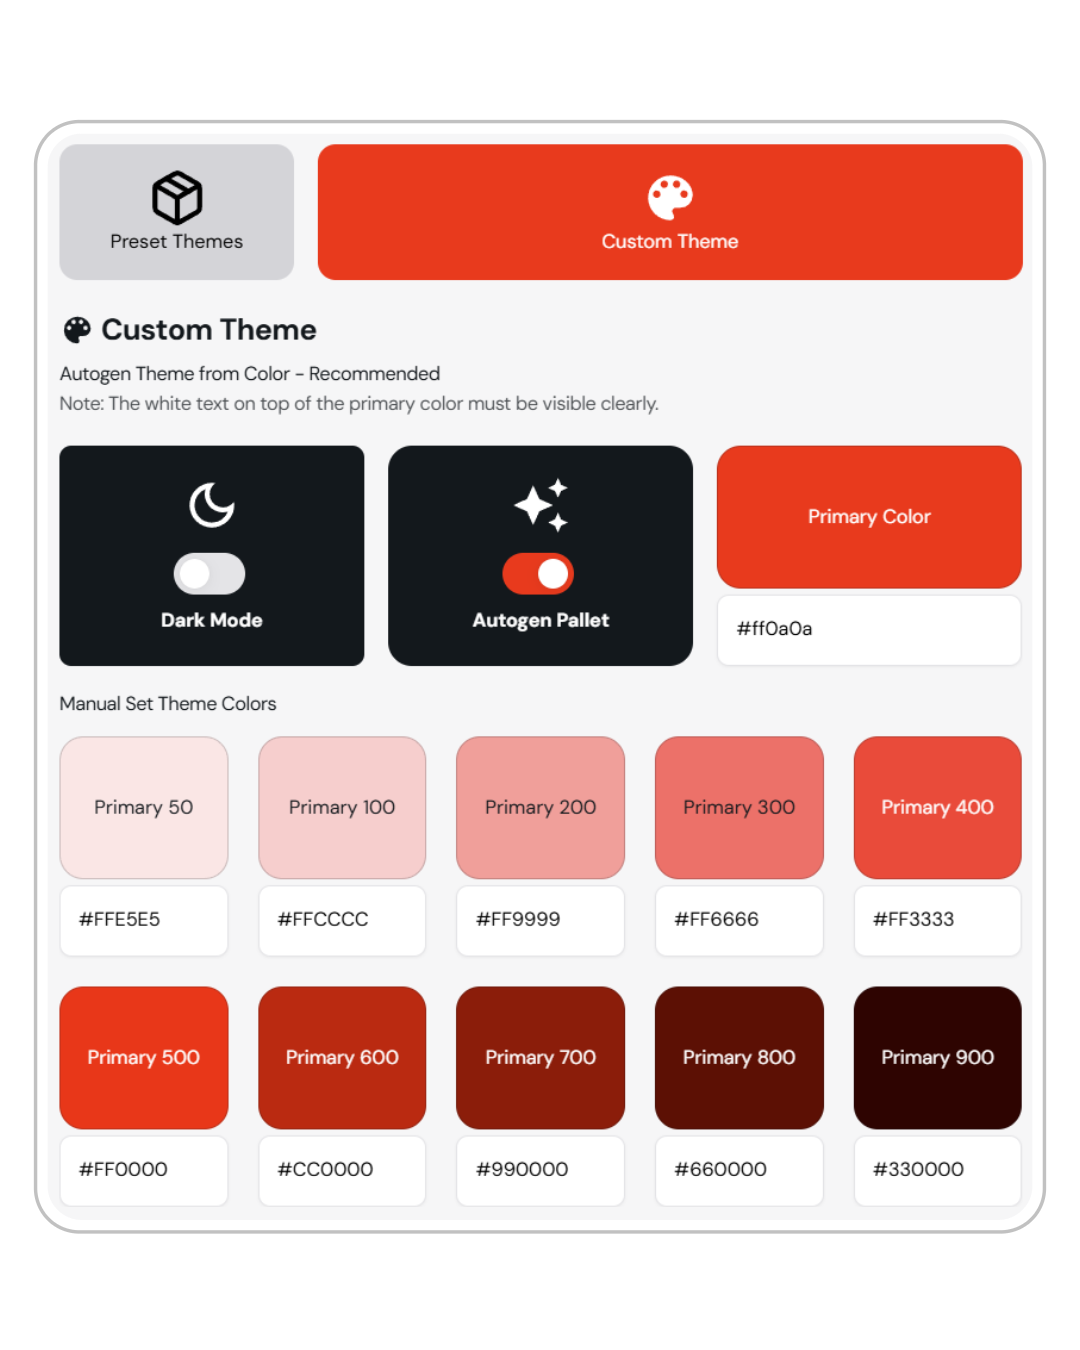 Preset Themes
Custom Theme
Custom Theme
Autogen Theme from Color - Recommended
Note: The white text on top of the primary color must be visible clearly.
Dark Mode
Autogen Pallet
Primary Color
#ff0a0a
Manual Set Theme Colors
Primary 50
Primary 100
Primary 200
Primary 300
Primary 400
#FFE5E5
#FFCCCC
#FF9999
#FF6666
#FF3333
Primary 500
Primary 600
Primary 700
Primary 800
Primary 900
#FF0000
#CC0000
#990000
#660000
#330000